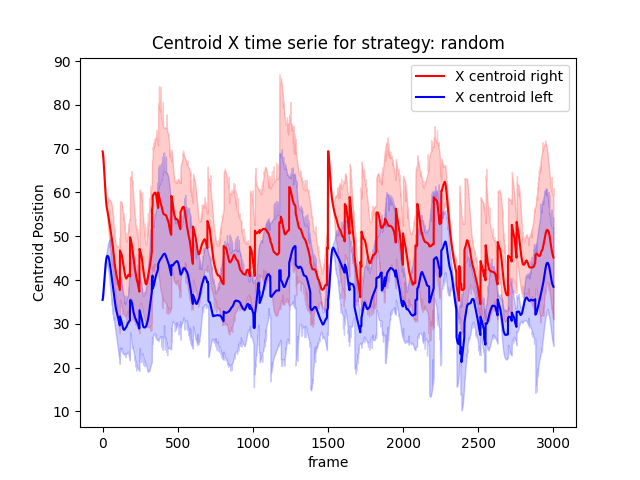 Centroid X time serie for strategy: random
X centroid right
X centroid left
Centroid Position
90
80
70
60
50
40
30
20
10
0 500 1000 1500 2000 2500 3000
frame